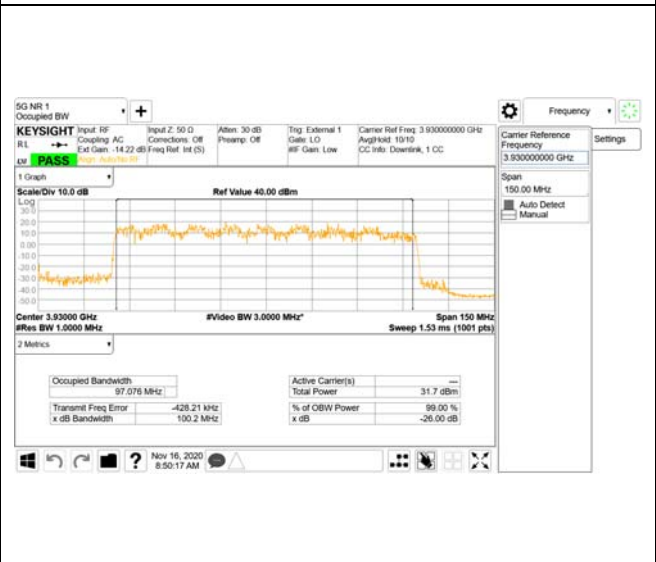 5G NR 1
Occupied BW
Frequency
KEYSIGHT
Input: RF
Input Z: 50 Ω
Atten: 30 dB
Trig: External 1
Carrier Ref Freq: 3.930000000 GHz
RL
Coupling: AC
Corrections: Off
Preamp: Off
Gate: LO
Avg|Hold: 10/10
Ext Gain: -14.22 dB
Freq Ref: Int (S)
#IF Gain: Low
CC Info: Downlink, 1 CC
PASS
Align: Auto/No RF
Carrier Reference
Frequency
3.930000000 GHz
Settings
Span
150.00 MHz
Auto Detect
Manual
1 Graph
Scale/Div 10.0 dB
Ref Value 40.00 dBm
Log
30.0
20.0
10.0
0.00
-10.0
-20.0
-30.0
-40.0
-50.0
Center 3.93000 GHz
#Video BW 3.0000 MHz*
Span 150 MHz
#Res BW 1.0000 MHz
Sweep 1.53 ms (1001 pts)
2 Metrics
Occupied Bandwidth
97.076 MHz
Active Carrier(s)
---
Total Power
31.7 dBm
Transmit Freq Error
-428.21 kHz
% of OBW Power
99.00 %
x dB Bandwidth
100.2 MHz
x dB
-26.00 dB
?
Nov 16, 2020
8:50:17 AM